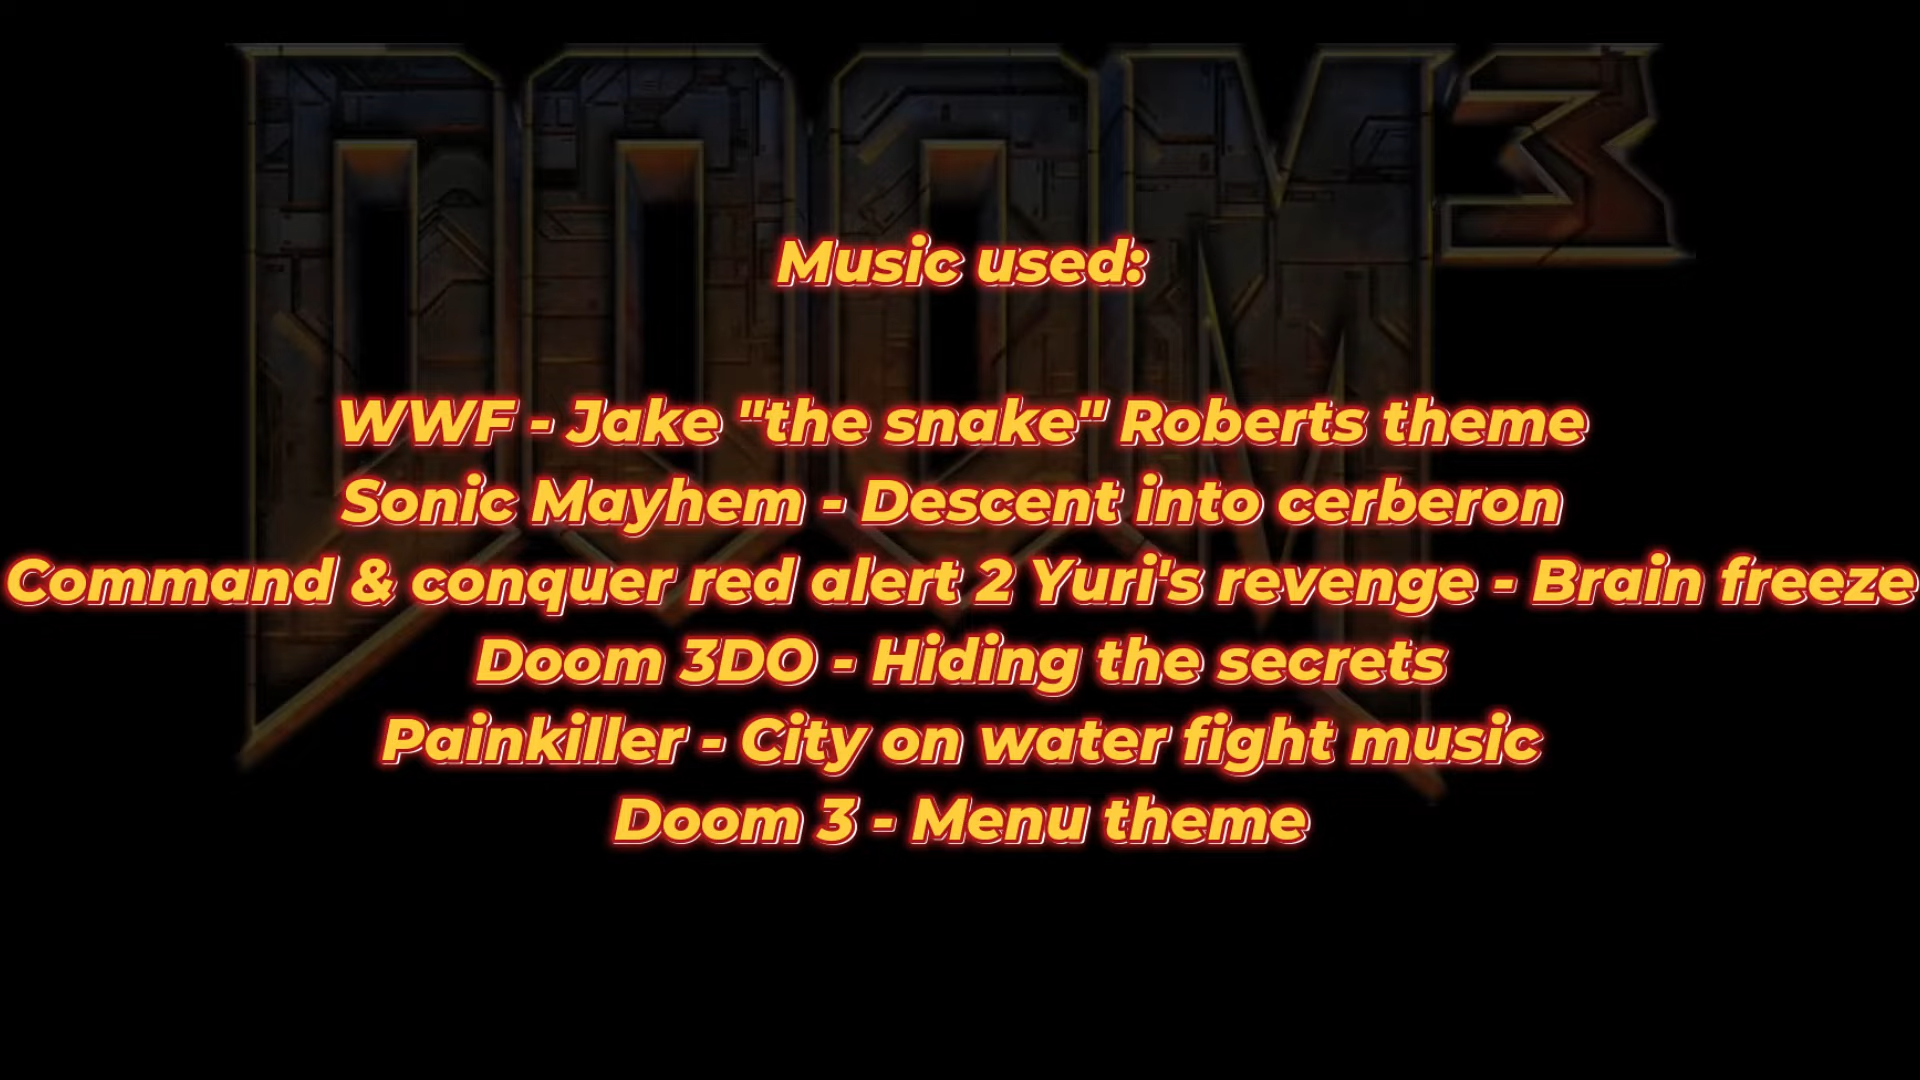 DOOM 3
Music used:
WWF - Jake "the snake" Roberts theme
Sonic Mayhem - Descent into cerberon
Command & conquer red alert 2 Yuri's revenge - Brain freeze
Doom 3DO - Hiding the secrets
Painkiller - City on water fight music
Doom 3 - Menu theme